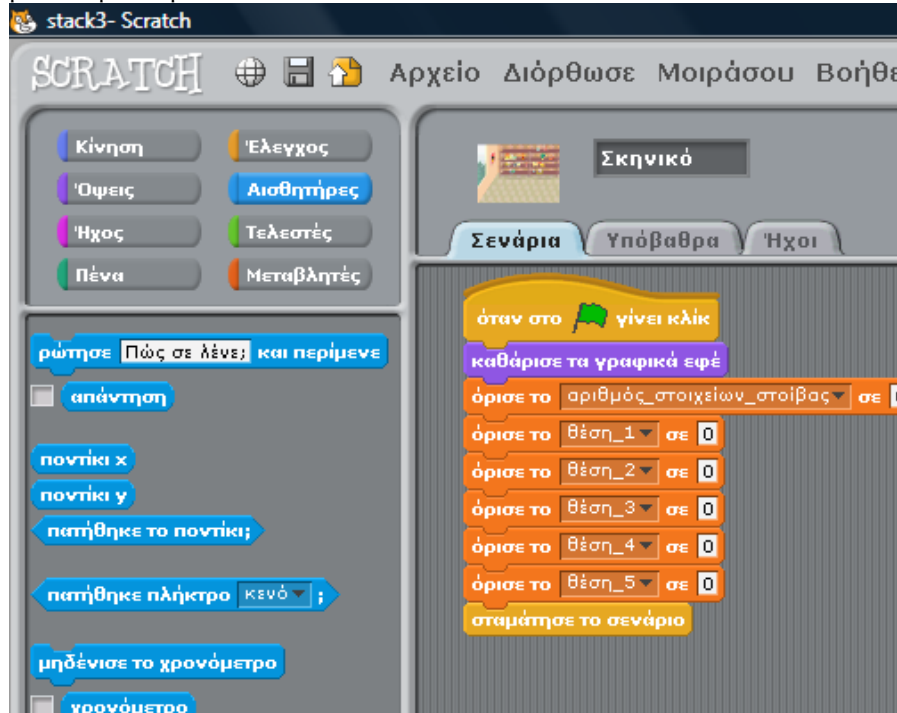 stack3- Scratch
SCRATCH Αρχείο Διόρθωσε Μοιράσου
Κίνηση Έλεγχος
Όψεις Αισθητήρες
Ήχος Τελεστές
Πένα Μεταβλητές
Σκηνικό
Σενάρια Υπόβαθρα Ήχοι
ρώτησε Πώς σε λένε; και περίμενε
απάντηση
ποντίκι x
ποντίκι y
πατήθηκε το ποντίκι;
πατήθηκε πλήκτρο κενό ;
μηδένισε το χρονόμετρο
χρονόμετρο
όταν στο γίνει κλίκ
καθάρισε τα γραφικά εφέ
όρισε το αριθμός_στοιχείων_στοίβας σε
όρισε το θέση_1 σε 0
όρισε το θέση_2 σε 0
όρισε το θέση_3 σε 0
όρισε το θέση_4 σε 0
όρισε το θέση_5 σε 0
σταμάτησε το σενάριο